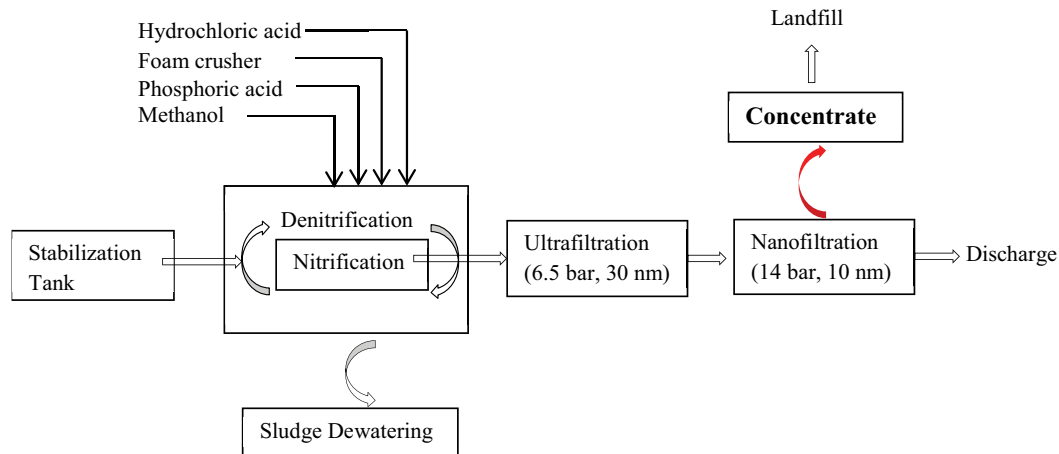 Hydrochloric acid
Foam crusher
Phosphoric acid
Methanol
Landfill
Concentrate
Stabilization
Tank
Denitrification
Nitrification
Ultrafiltration
(6.5 bar, 30 nm)
Nanofiltration
(14 bar, 10 nm)
Discharge
Sludge Dewatering